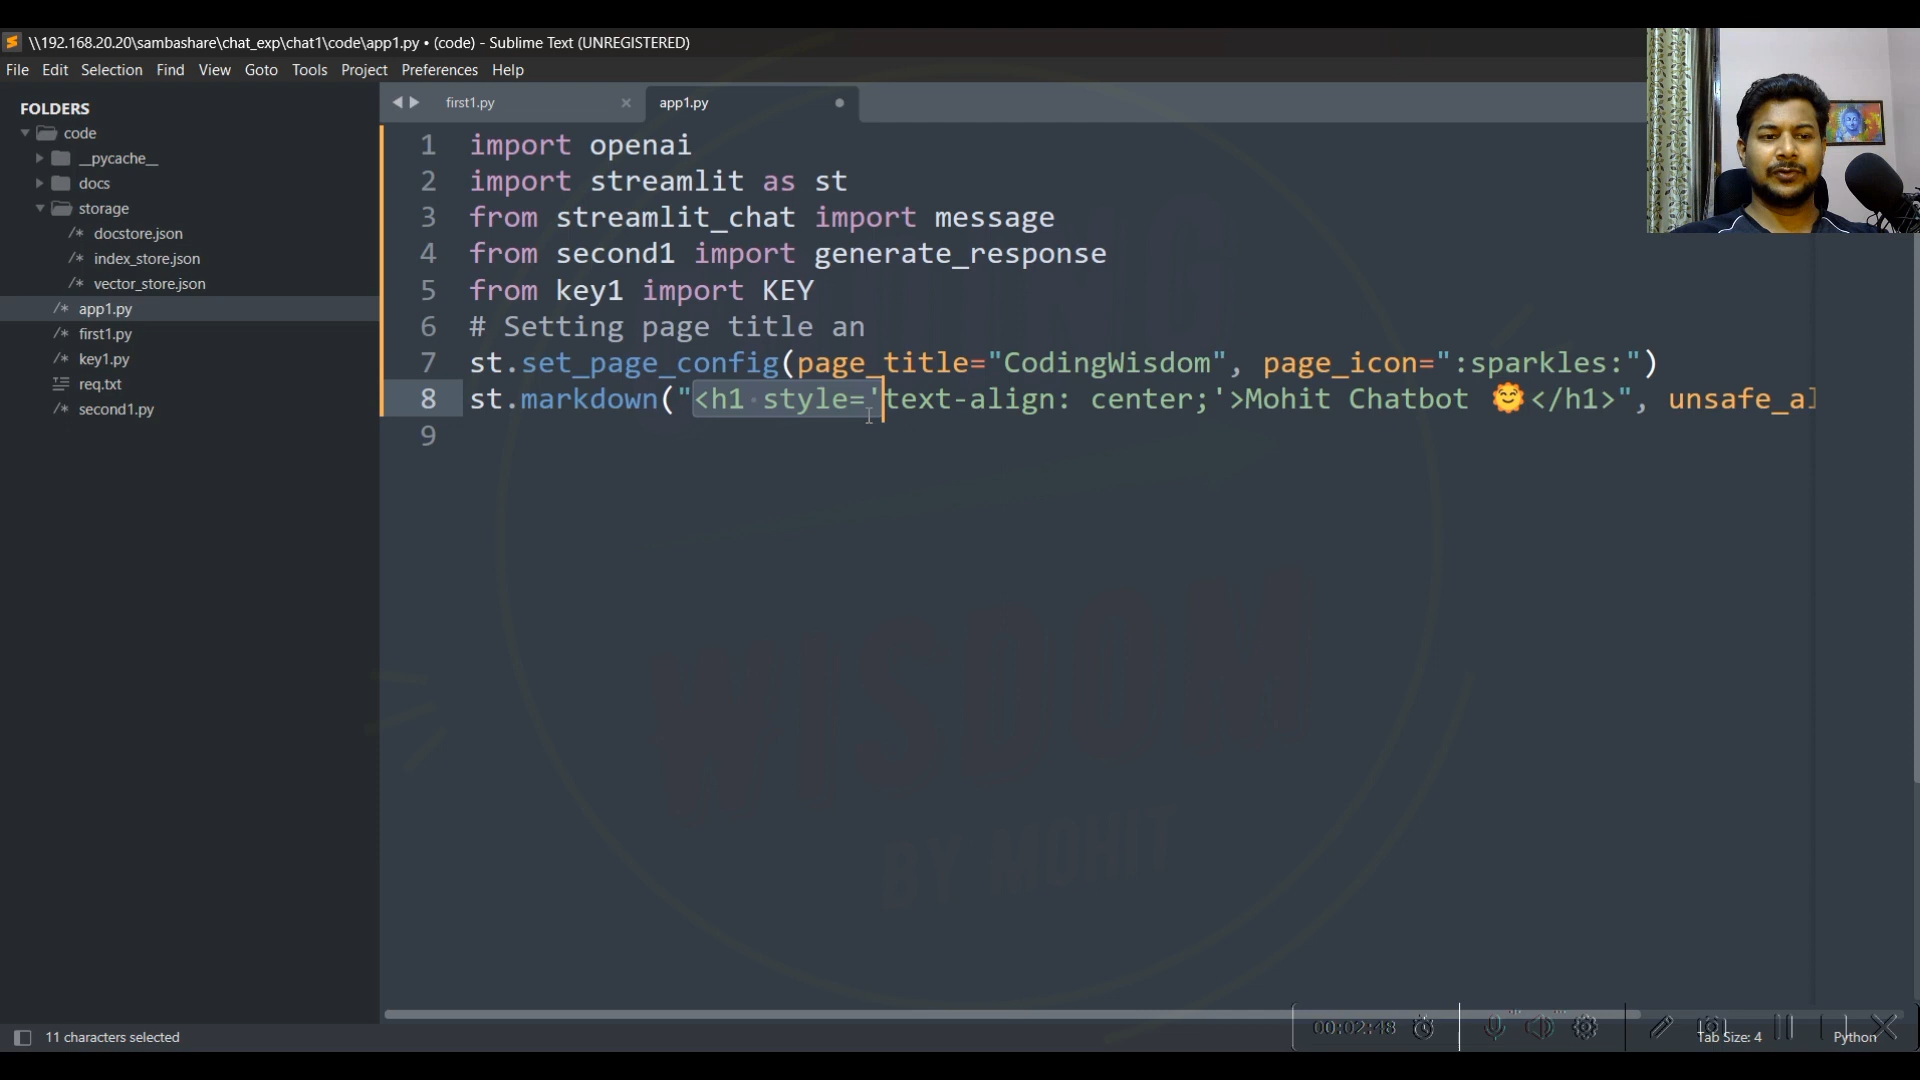 \\192.168.20.20\sambashare\chat_exp\chat1\code\app1.py • (code) - Sublime Text (UNREGISTERED)
File Edit Selection Find View Goto Tools Project Preferences Help
FOLDERS
code
__pycache__
docs
storage
/* docstore.json
/* index_store.json
/* vector_store.json
/* app1.py
/* first1.py
/* key1.py
req.txt
/* second1.py
first1.py
app1.py
1 import openai
2 import streamlit as st
3 from streamlit_chat import message
4 from second1 import generate_response
5 from key1 import KEY
6 # Setting page title an
7 st.set_page_config(page_title="CodingWisdom", page_icon=":sparkles:")
8 st.markdown("<h1 style='text-align: center;'>Mohit Chatbot 🌞</h1>", unsafe_al
9
WISDOM
BY MOHIT
00:02:48
11 characters selected
Tab Size: 4
Python